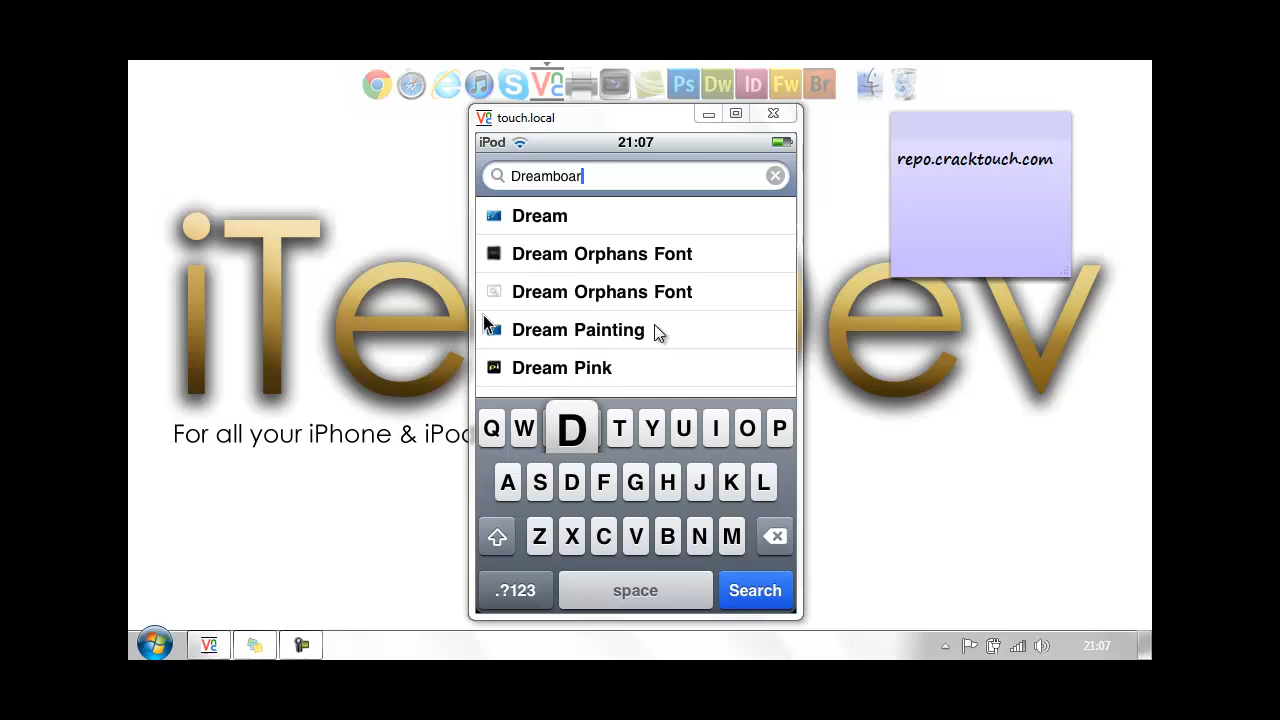 Ps Dw ID Fw Br
touch.local
iPod 21:07
Dreamboar
repo.cracktouch.com
Dream
Dream Orphans Font
Dream Orphans Font
Dream Painting
Dream Pink
iTe ev
For all your iPhone & iPo
Q W D T Y U I O P
A S D F G H J K L
Z X C V B N M
.?123 space Search
21:07